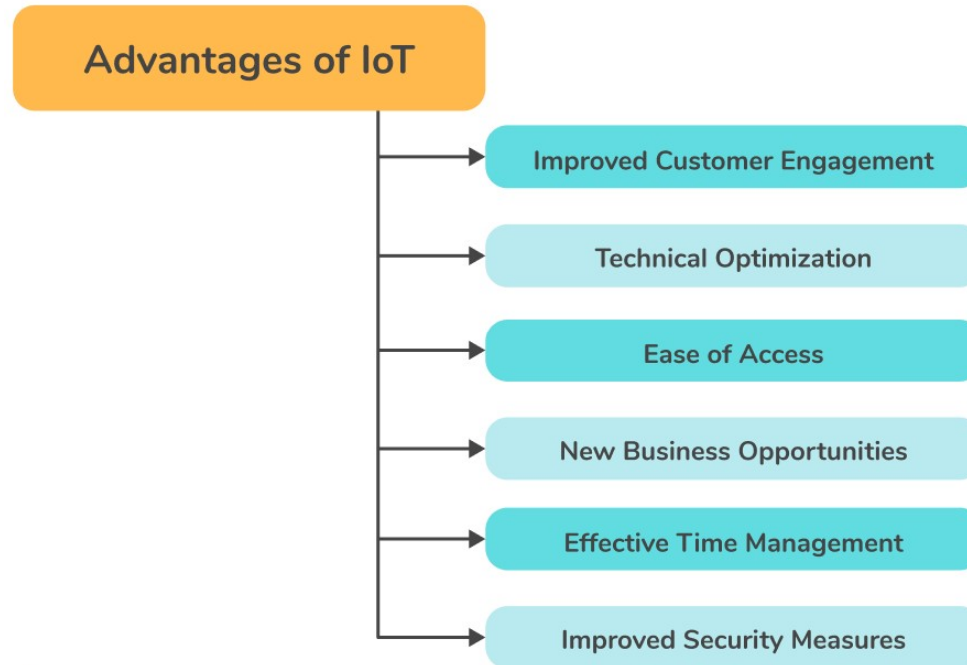 Advantages of IoT
Improved Customer Engagement
Technical Optimization
Ease of Access
New Business Opportunities
Effective Time Management
Improved Security Measures